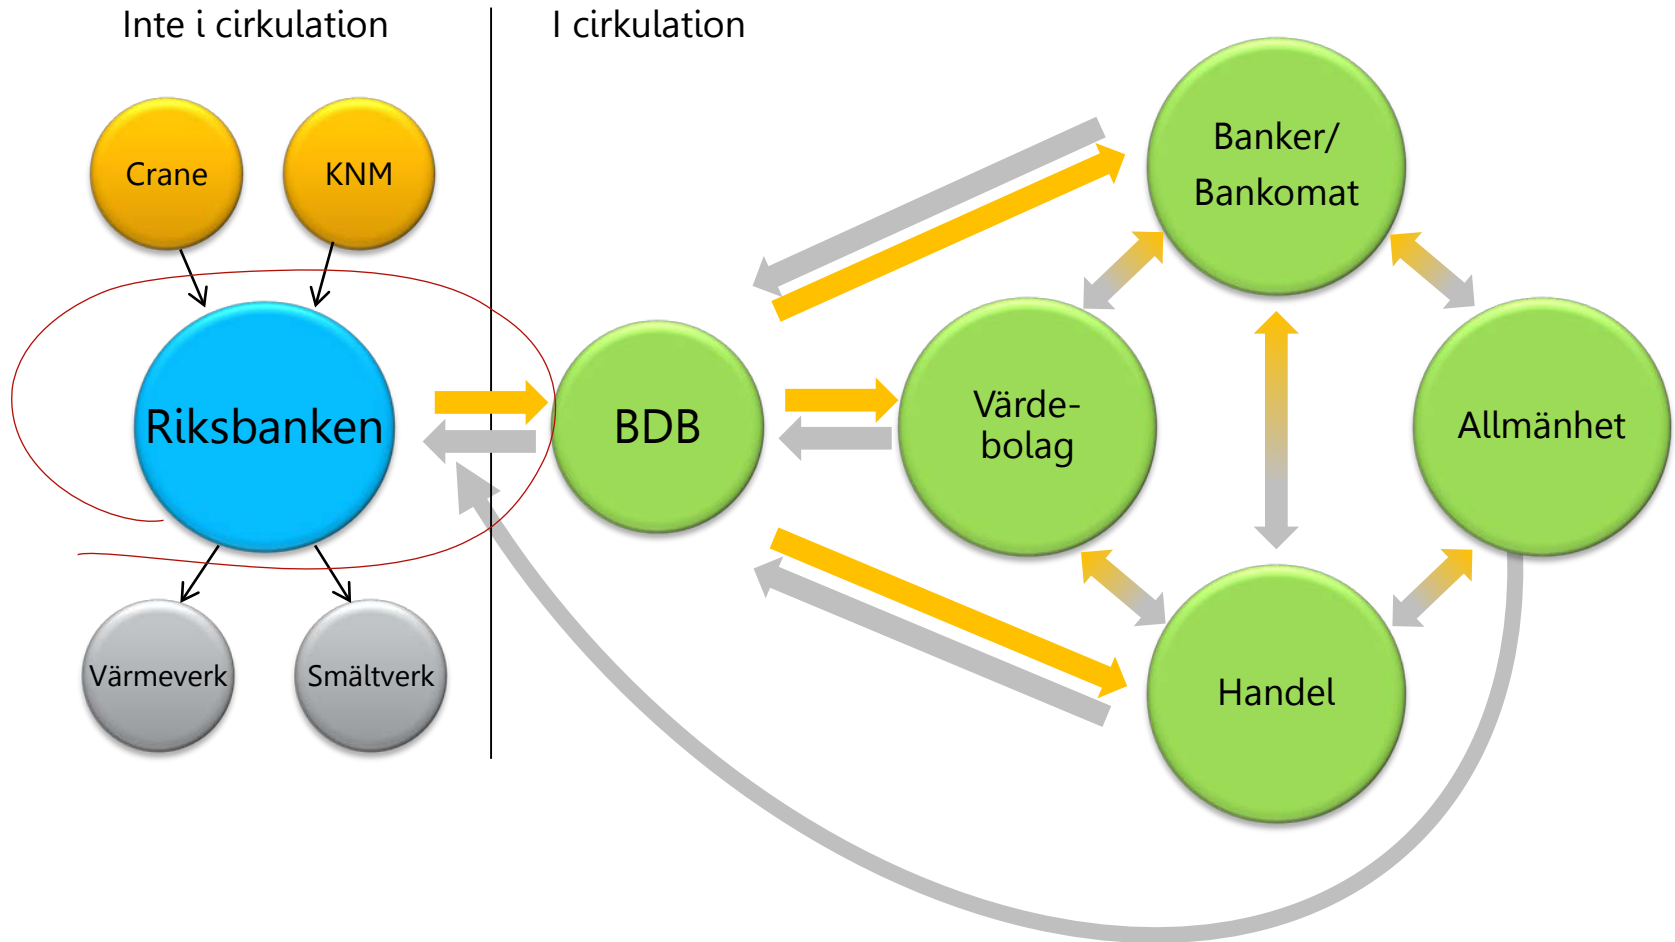 Inte i cirkulation
I cirkulation
Crane
KNM
Banker/
Bankomat
Riksbanken
BDB
Värde-
bolag
Allmänhet
Värmeverk
Smältverk
Handel